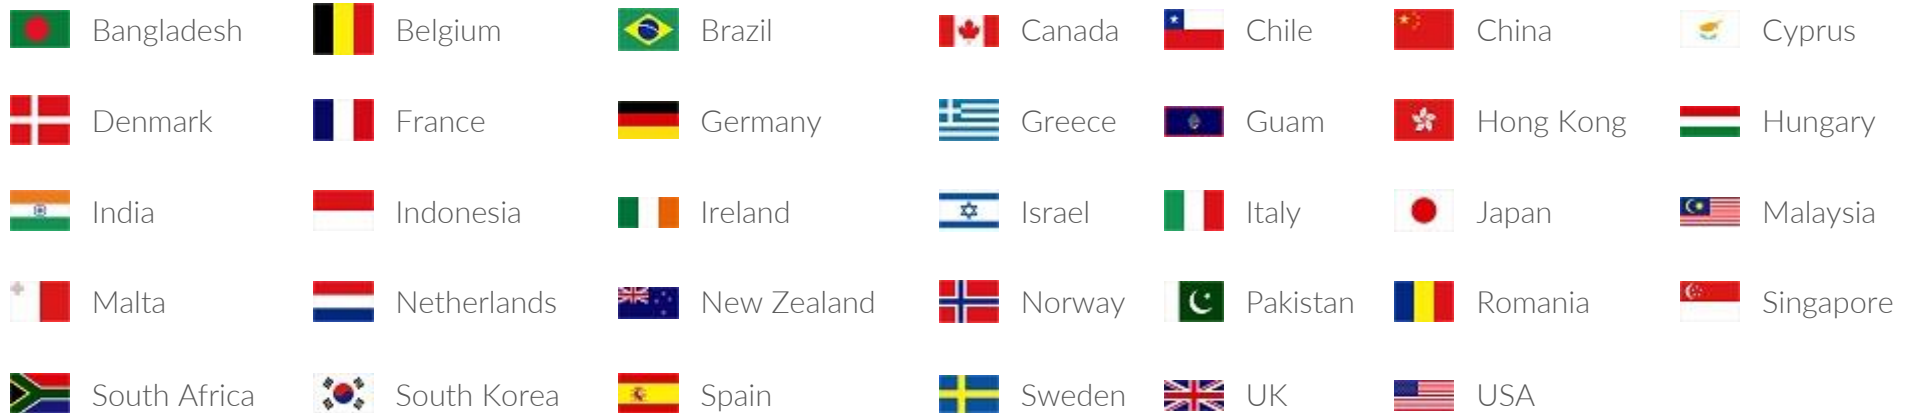 Bangladesh Belgium Brazil Canada Chile China Cyprus
Denmark France Germany Greece Guam Hong Kong Hungary
India Indonesia Ireland Israel Italy Japan Malaysia
Malta Netherlands New Zealand Norway Pakistan Romania Singapore
South Africa South Korea Spain Sweden UK USA